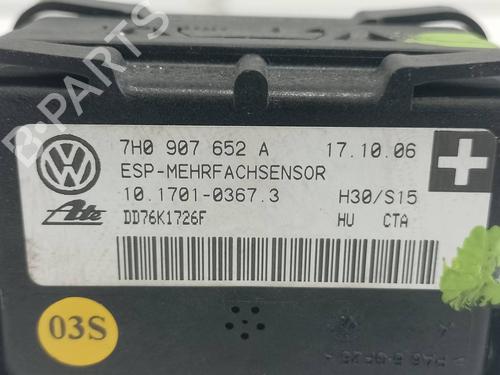 B-PARTS
7H0 907 652 A 17.10.06
ESP-MEHRFACHSENSOR
10.1701-0367.3 H30/S15
Ate DD76K1726F HU CTA
03S